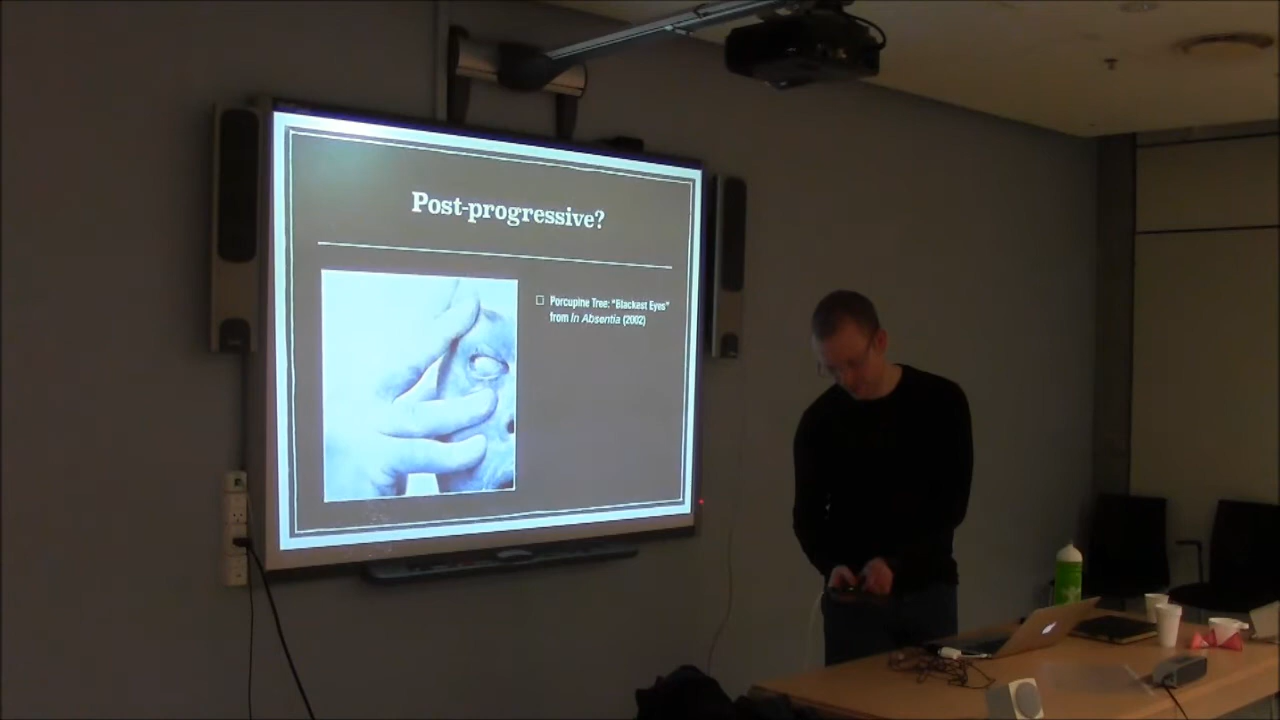 Post-progressive?
Porcupine Tree: "Blackest Eyes"
from In Absentia (2002)